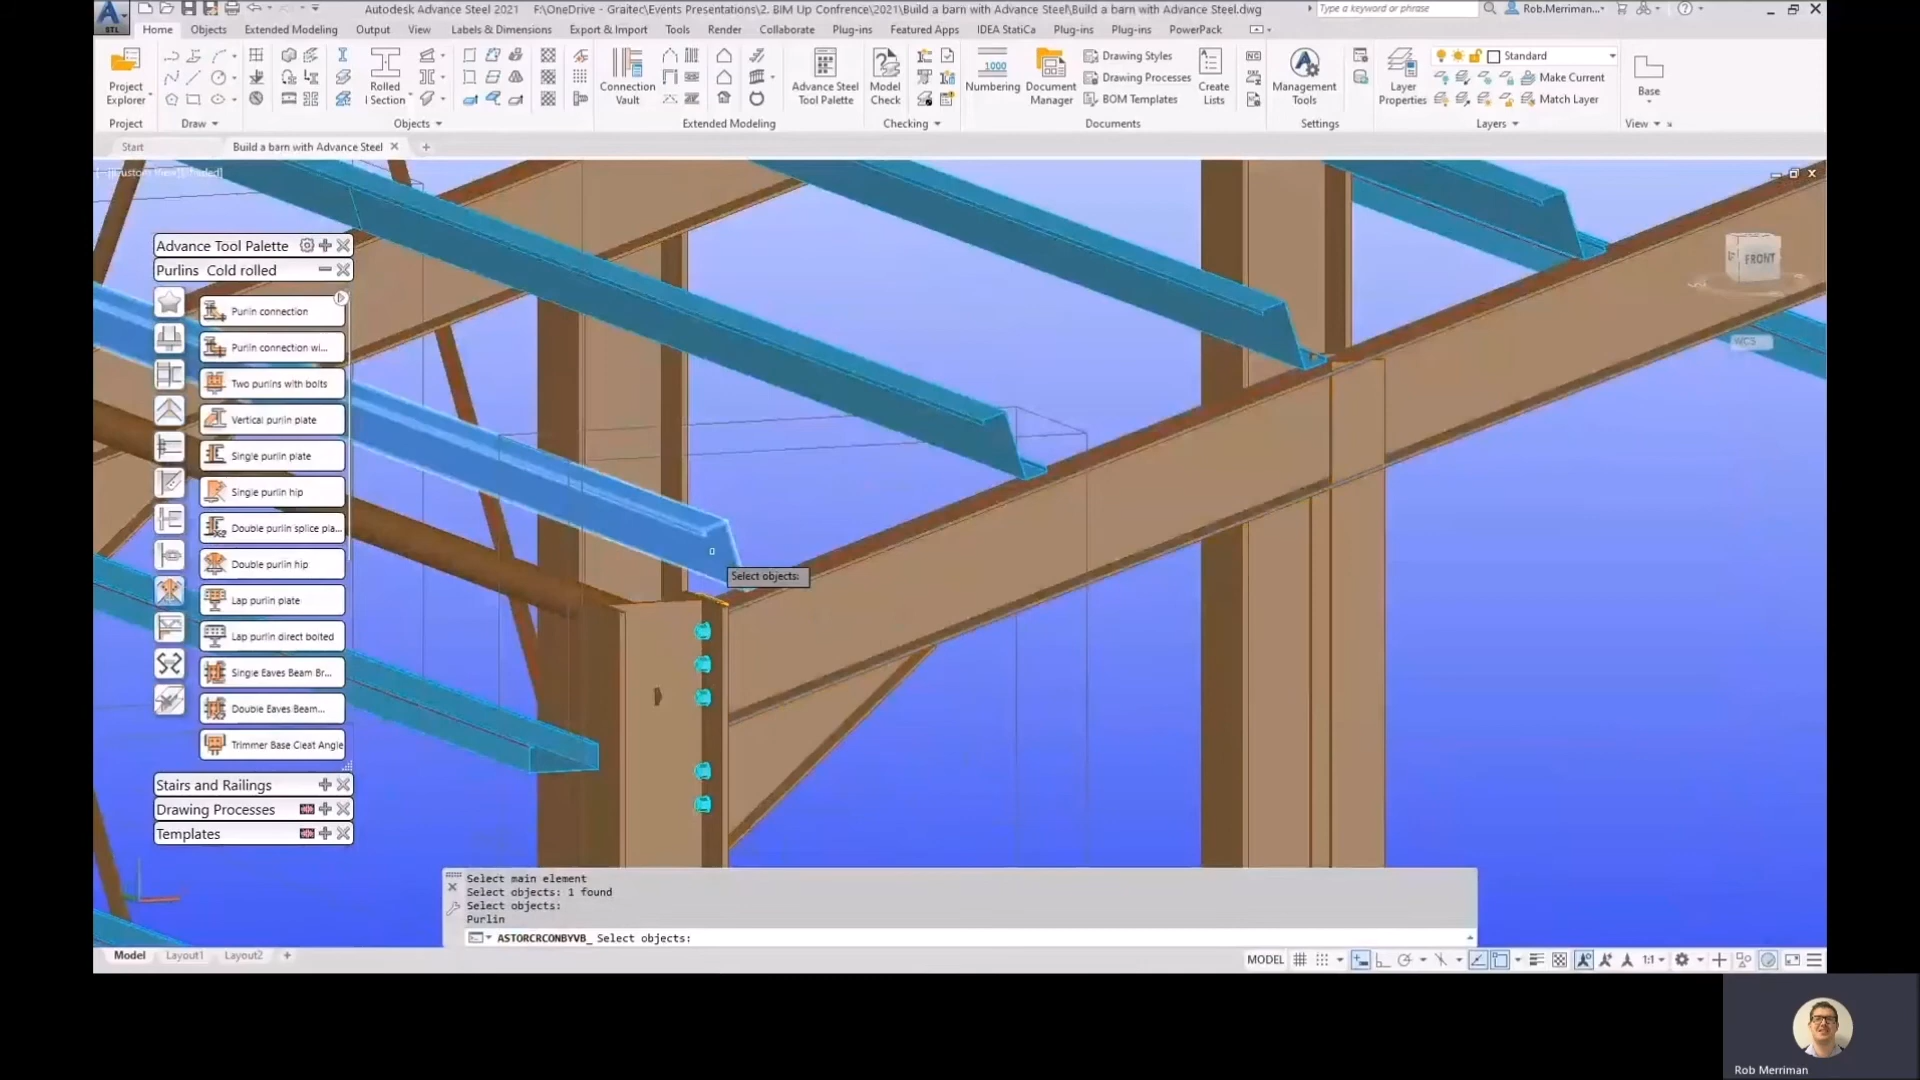 Autodesk Advance Steel 2021 F:\OneDrive - Graitec\Events Presentations\2. BIM Up Confrence\2021\Build a barn with Advance Steel\Build a barn with Advance Steel.dwg
Type a keyword or phrase
Rob.Merriman...
STL
Home Objects Extended Modeling Output View Labels & Dimensions Export & Import Tools Render Collaborate Plug-ins Featured Apps IDEA StatiCa Plug-ins Plug-ins PowerPack
Project Explorer
Rolled I Section
Connection Vault
Advance Steel Tool Palette
Model Check
1000
Numbering
Document Manager
Drawing Styles
Drawing Processes
BOM Templates
Create Lists
Management Tools
Layer Properties
Standard
Make Current
Match Layer
Base
Project Draw Objects Extended Modeling Checking Documents Settings Layers View
Start Build a barn with Advance Steel
FRONT
WCS
Advance Tool Palette
Purlins Cold rolled
Purlin connection
Purlin connection wi...
Two purlins with bolts
Vertical purlin plate
Single purlin plate
Single purlin hip
Double purlin splice pla...
Double purlin hip
Lap purlin plate
Lap purlin direct bolted
Single Eaves Beam Br...
Double Eaves Beam...
Trimmer Base Cleat Angle
Stairs and Railings
Drawing Processes
Templates
Select objects:
Select main element
Select objects: 1 found
Select objects:
Purlin
ASTORCRCONBYVB_ Select objects:
Model Layout1 Layout2
MODEL
1:1
Rob Merriman